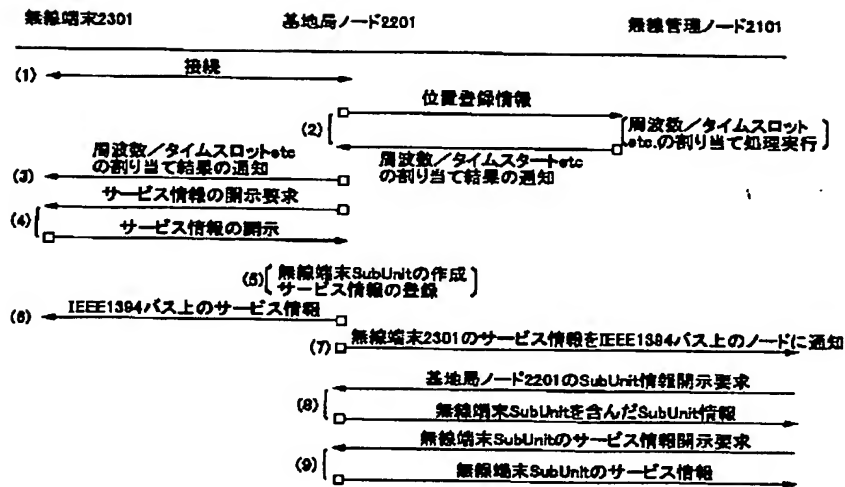 無線端末2301 基地局ノード2201 無線管理ノード2101
(1) 接続
位置登録情報
(2)
周波数/タイムスロット
etc.の割り当て処理実行
周波数/タイムスロットetc
の割り当て結果の通知
周波数/タイムスタートetc
の割り当て結果の通知
(3)
サービス情報の開示要求
(4)
サービス情報の開示
(5) 無線端末SubUnitの作成
サービス情報の登録
IEEE1394バス上のサービス情報
(6)
(7) 無線端末2301のサービス情報をIEEE1394バス上のノードに通知
基地局ノード2201のSubUnit情報開示要求
(8)
無線端末SubUnitを含んだSubUnit情報
無線端末SubUnitのサービス情報開示要求
(9)
無線端末SubUnitのサービス情報